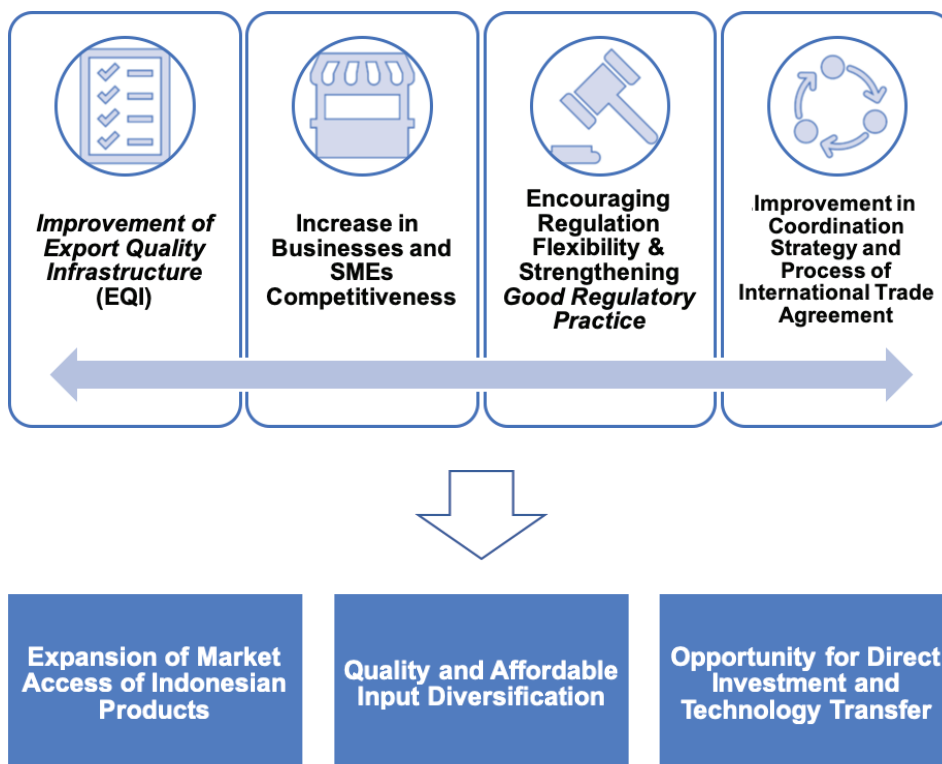 Improvement of
Export Quality
Infrastructure
(EQI)
Increase in
Businesses and
SMEs
Competitiveness
Encouraging
Regulation
Flexibility &
Strengthening
Good Regulatory
Practice
.Improvement in
Coordination
Strategy and
Process of
International Trade
Agreement
Expansion of Market
Access of Indonesian
Products
Quality and Affordable
Input Diversification
Opportunity for Direct
Investment and
Technology Transfer